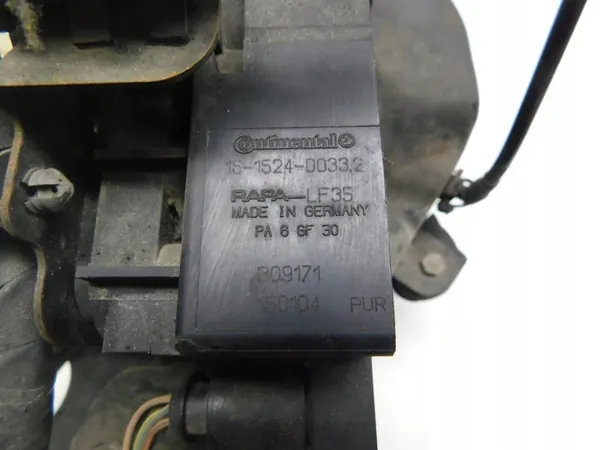 Continental
15-1524-0033.2
RAPA-LF35
MADE IN GERMANY
PA 6 GF 30
309171
150104 PUR